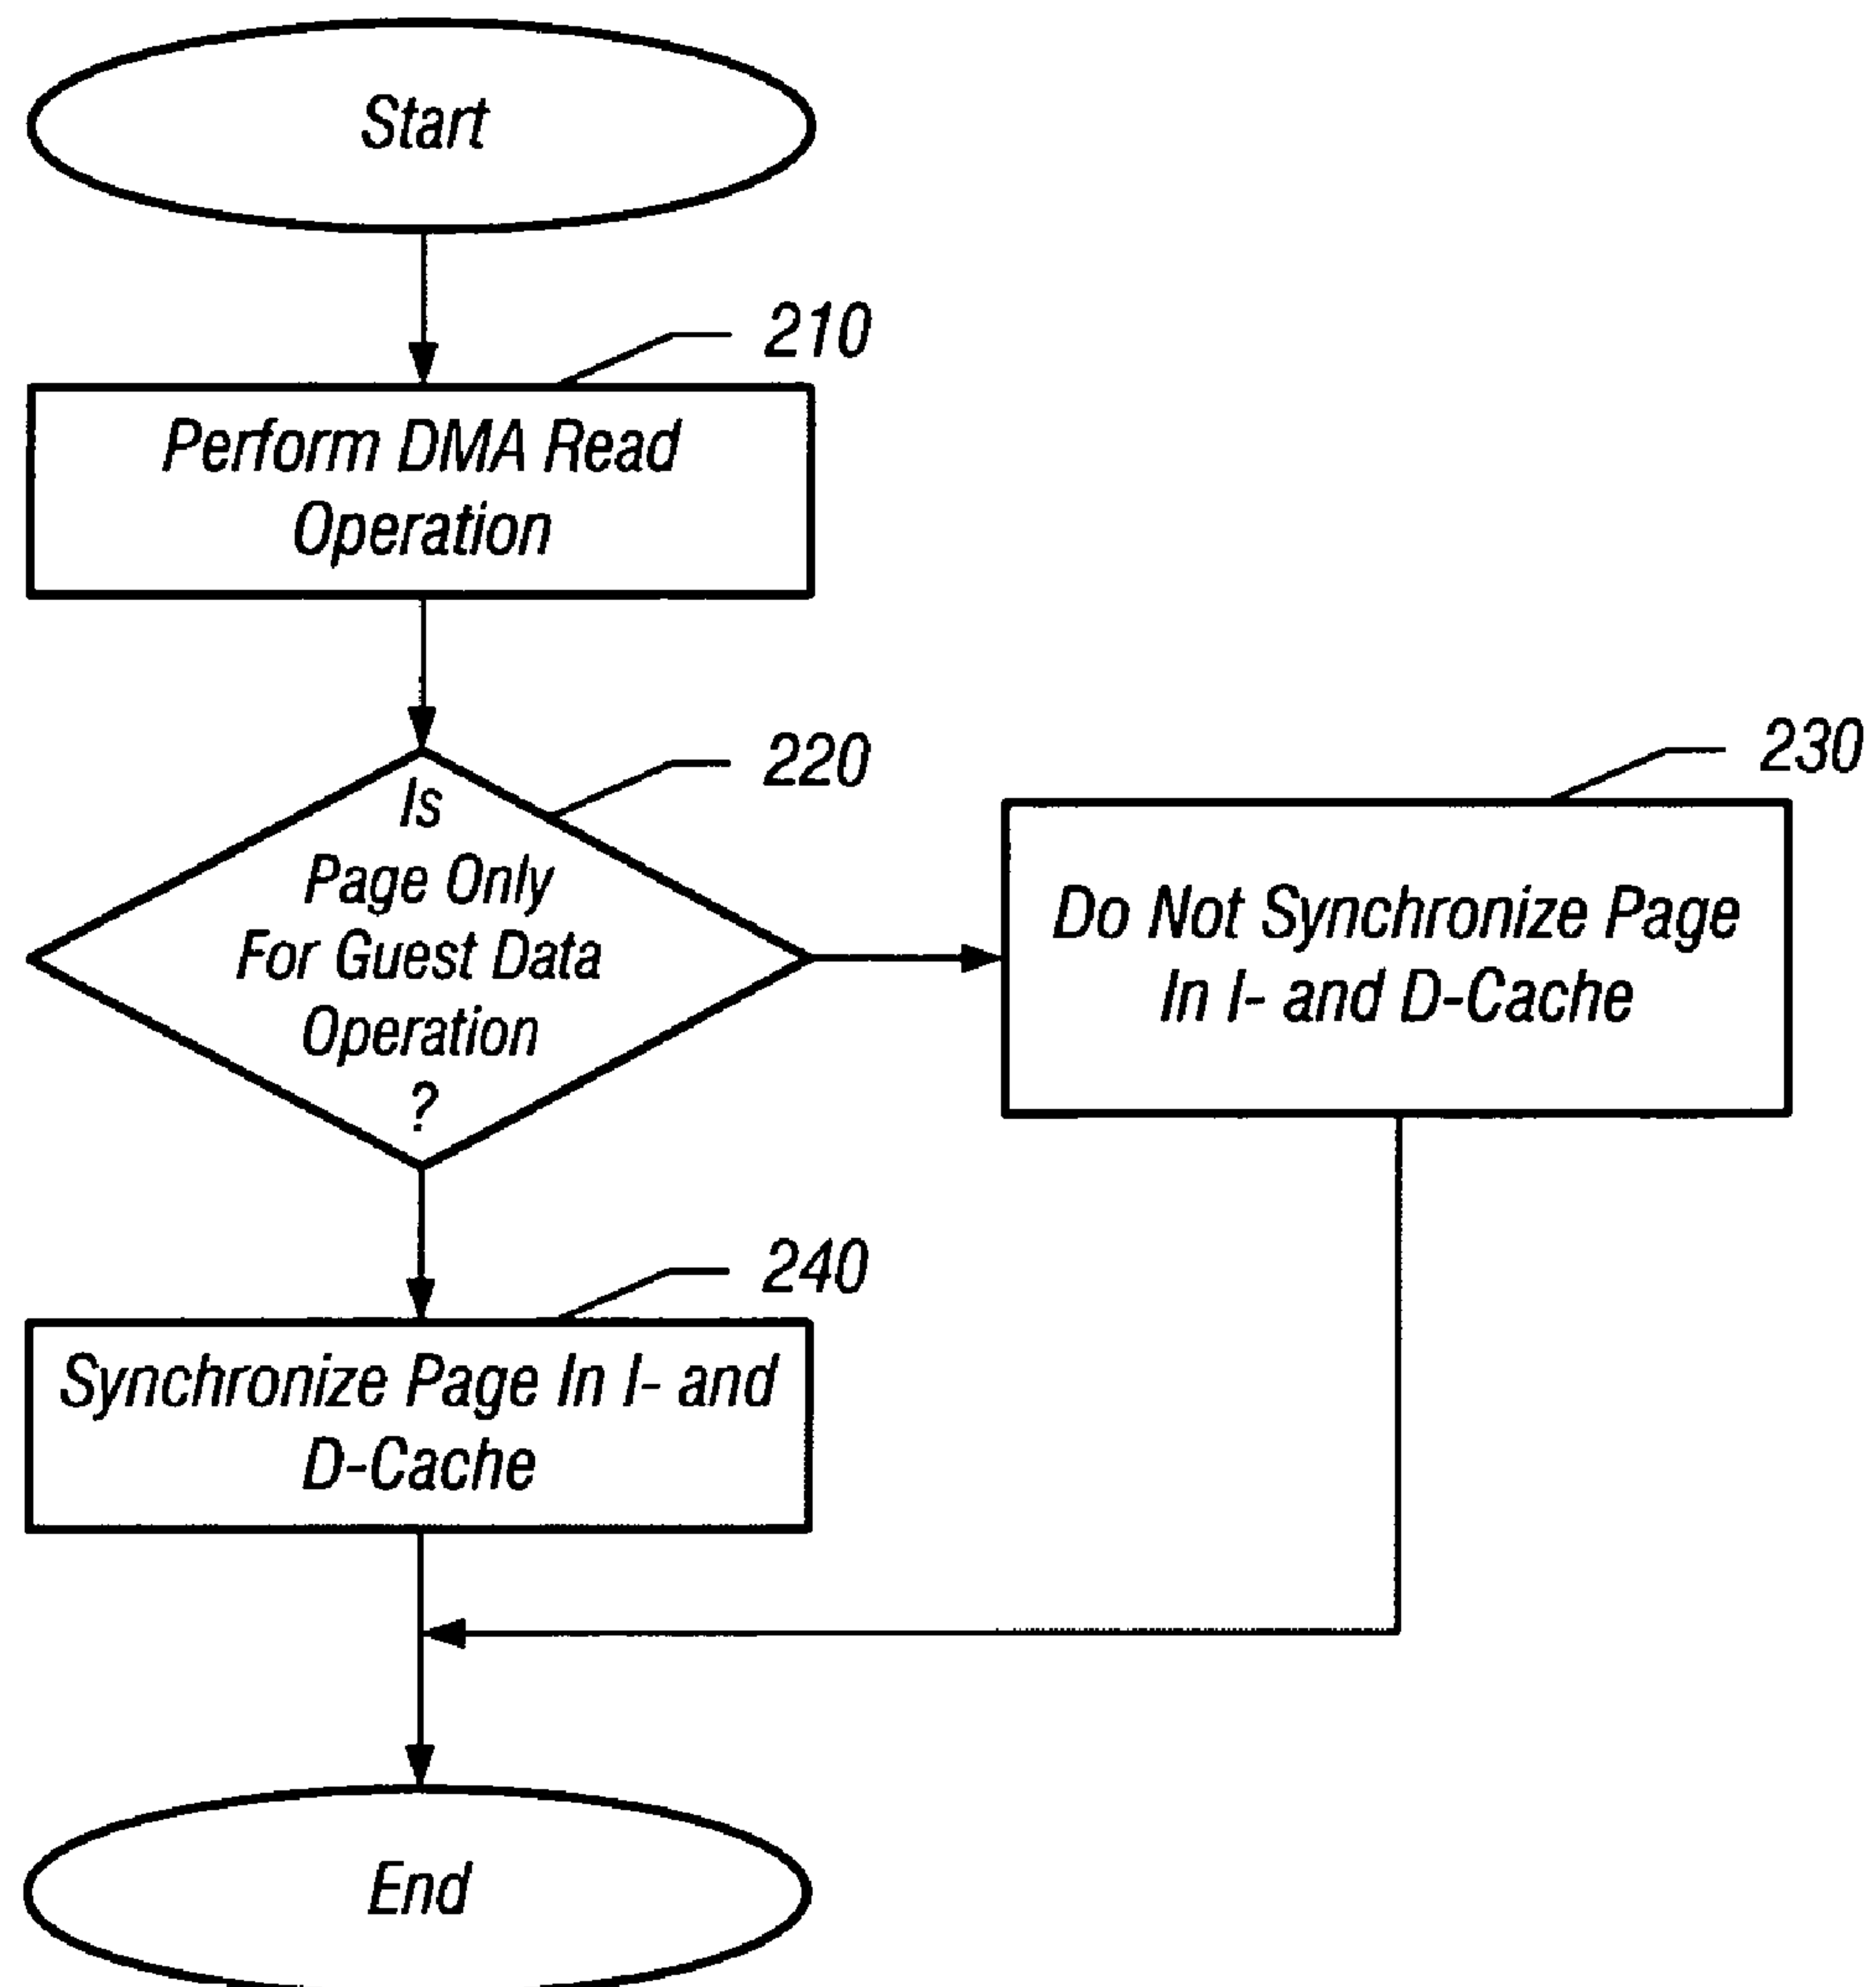 Start
210
Perform DMA Read
Operation
220
Is
Page Only
For Guest Data
Operation
?
230
Do Not Synchronize Page
In I- and D-Cache
240
Synchronize Page In I- and
D-Cache
End